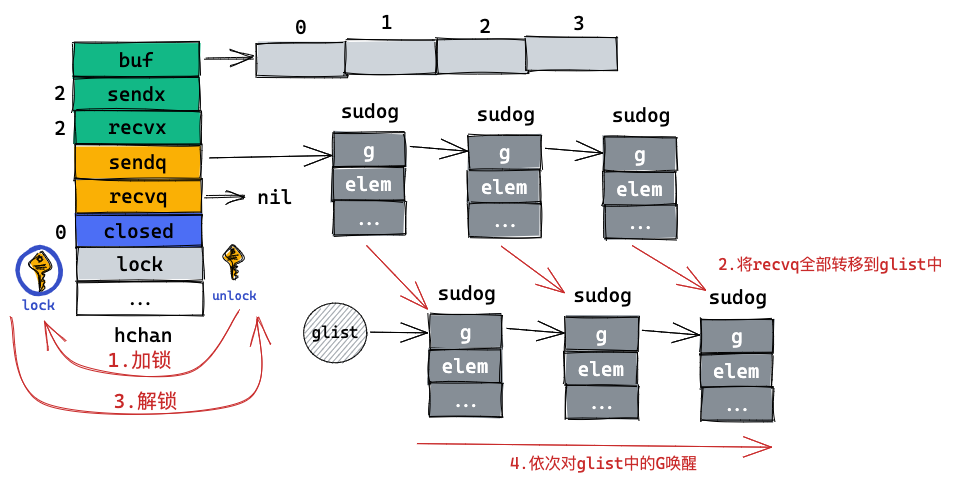 0 1 2 3
buf
2 sendx
2 recvx
sendq
recvq
nil
0 closed
lock
...
hchan
lock
unlock
1.加锁
3.解锁
sudog
g
elem
...
sudog
g
elem
...
sudog
g
elem
...
2.将recvq全部转移到glist中
glist
sudog
g
elem
...
sudog
g
elem
...
sudog
g
elem
...
4.依次对glist中的G唤醒